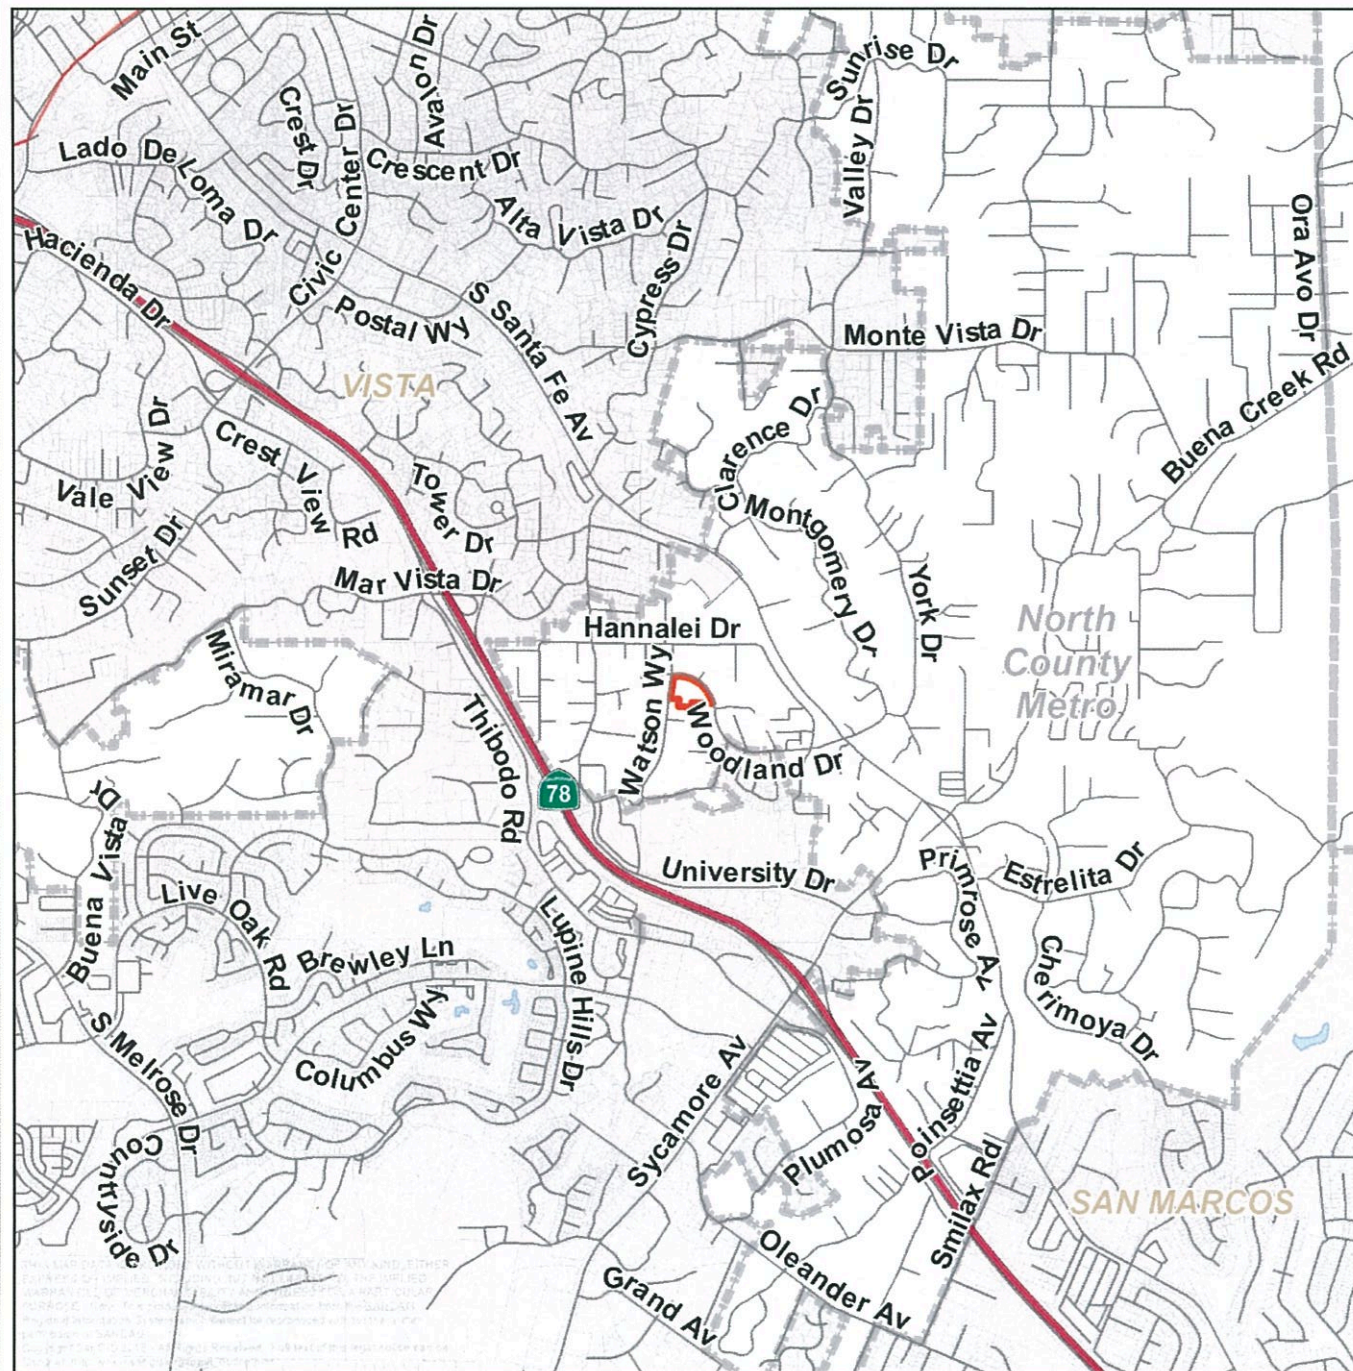 Main St
Avalon Dr
Sunrise Dr
Crest Dr
Civic Center Dr
Valley Dr
Lado De Loma Dr
Crescent Dr
Alta Vista Dr
Ora Avo Dr
Hacienda Dr
Cypress Dr
Postal Wy
S Santa Fe Av
Monte Vista Dr
VISTA
Buena Creek Rd
Clarence Dr
Vale View Dr
Crest View Rd
Tower Dr
Montgomery Dr
Sunset Dr
Mar Vista Dr
York Dr
Hannalei Dr
North
County
Metro
Miramar Dr
Watson Wy
Woodland Dr
Thibodo Rd
78
Buena Vista Dr
University Dr
Primrose Av
Estrelita Dr
Live Oak Rd
Lupine Hills Dr
Brewley Ln
Cherimoya Dr
Columbus Wy
S Melrose Dr
Sycamore Av
Plumosa Av
Poinsettia Av
Countryside Dr
Smilax Rd
SAN MARCOS
Oleander Av
Grand Av